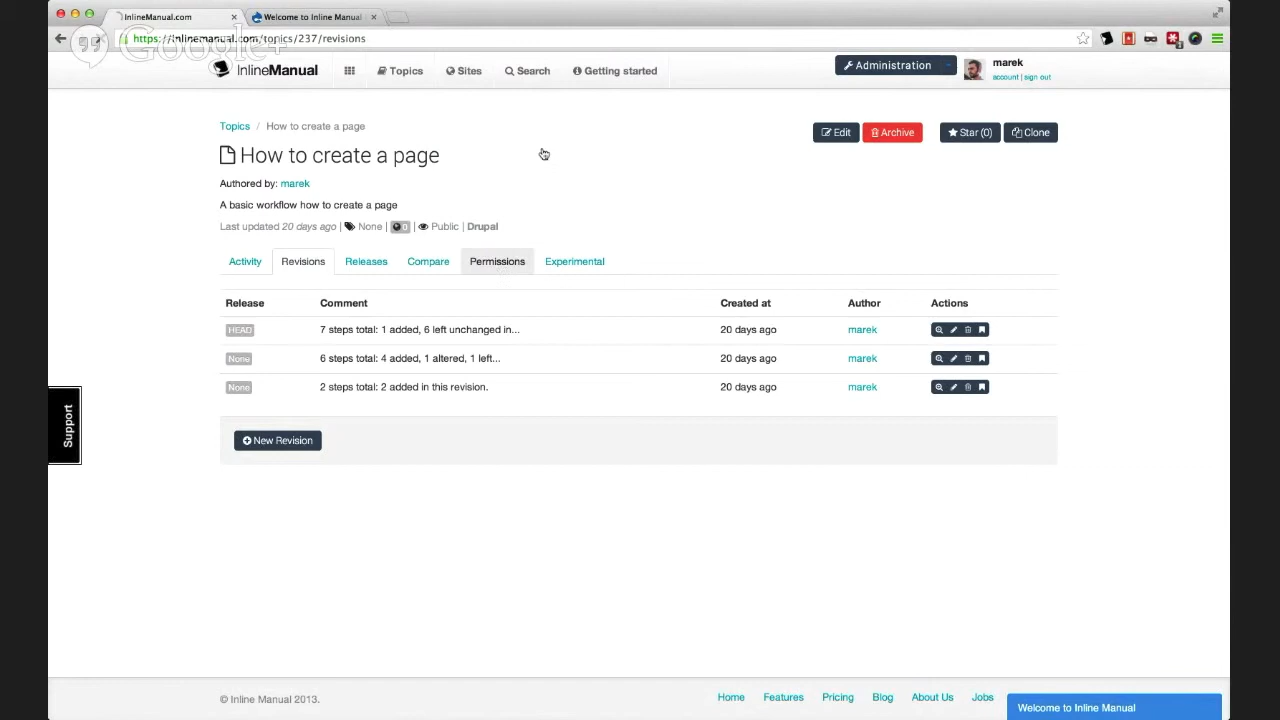 InlineManual.com
Welcome to Inline Manual
https://inlinemanual.com/topics/237/revisions
Google+
InlineManual
Topics
Sites
Search
Getting started
Administration
marek
account | sign out
Topics / How to create a page
Edit
Archive
Star (0)
Clone
How to create a page
Authored by: marek
A basic workflow how to create a page
Last updated 20 days ago | None | 0 | Public | Drupal
Activity
Revisions
Releases
Compare
Permissions
Experimental
Release Comment Created at Author Actions
HEAD 7 steps total: 1 added, 6 left unchanged in... 20 days ago marek
None 6 steps total: 4 added, 1 altered, 1 left... 20 days ago marek
None 2 steps total: 2 added in this revision. 20 days ago marek
Support
New Revision
© Inline Manual 2013.
Home
Features
Pricing
Blog
About Us
Jobs
Welcome to Inline Manual